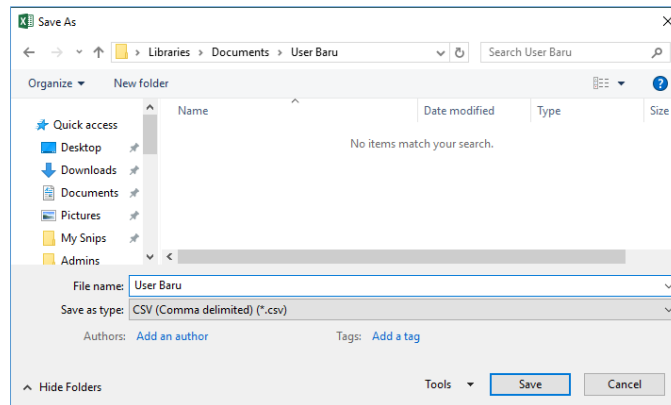 Save As
Libraries > Documents > User Baru
Search User Baru
Organize
New folder
Name
Date modified
Type
Size
No items match your search.
Quick access
Desktop
Downloads
Documents
Pictures
My Snips
Admins
File name: User Baru
Save as type: CSV (Comma delimited) (*.csv)
Authors: Add an author
Tags: Add a tag
Hide Folders
Tools
Save
Cancel